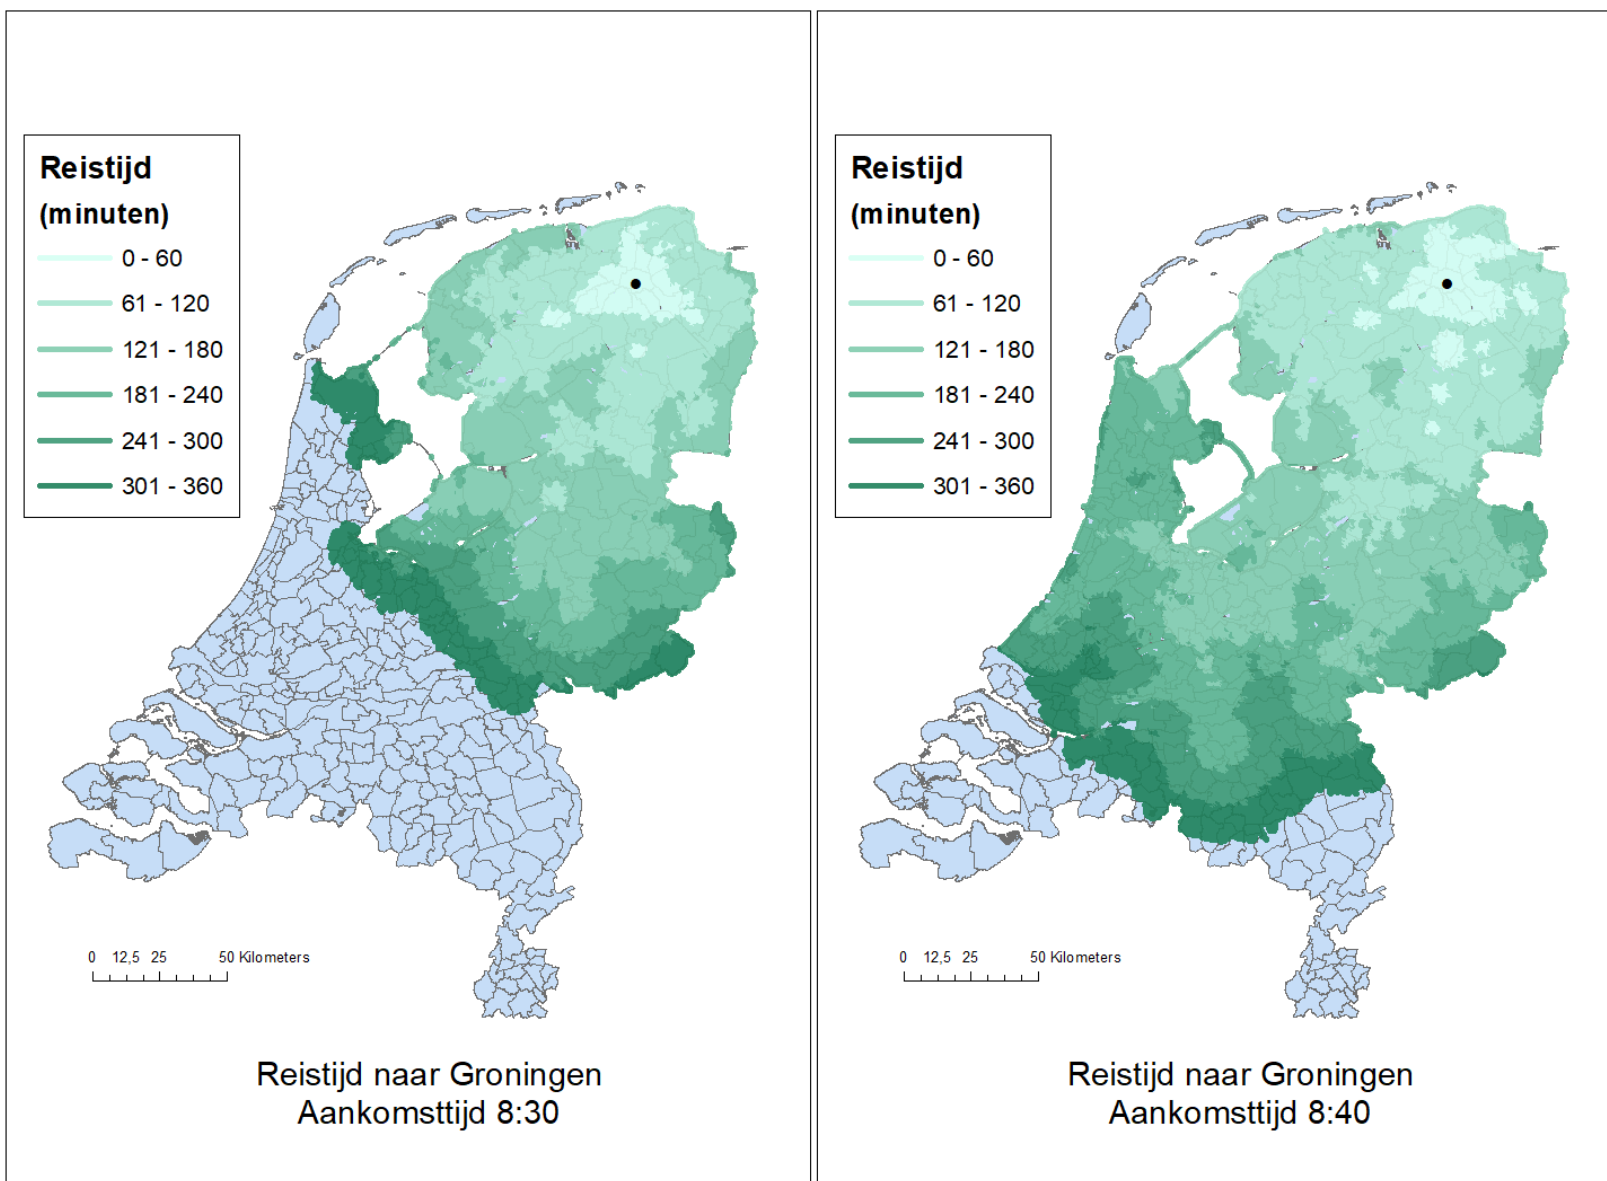 Reistijd
(minuten)
0 - 60
61 - 120
121 - 180
181 - 240
241 - 300
301 - 360
0 12,5 25 50 Kilometers
Reistijd naar Groningen
Aankomsttijd 8:30
Reistijd
(minuten)
0 - 60
61 - 120
121 - 180
181 - 240
241 - 300
301 - 360
0 12,5 25 50 Kilometers
Reistijd naar Groningen
Aankomsttijd 8:40